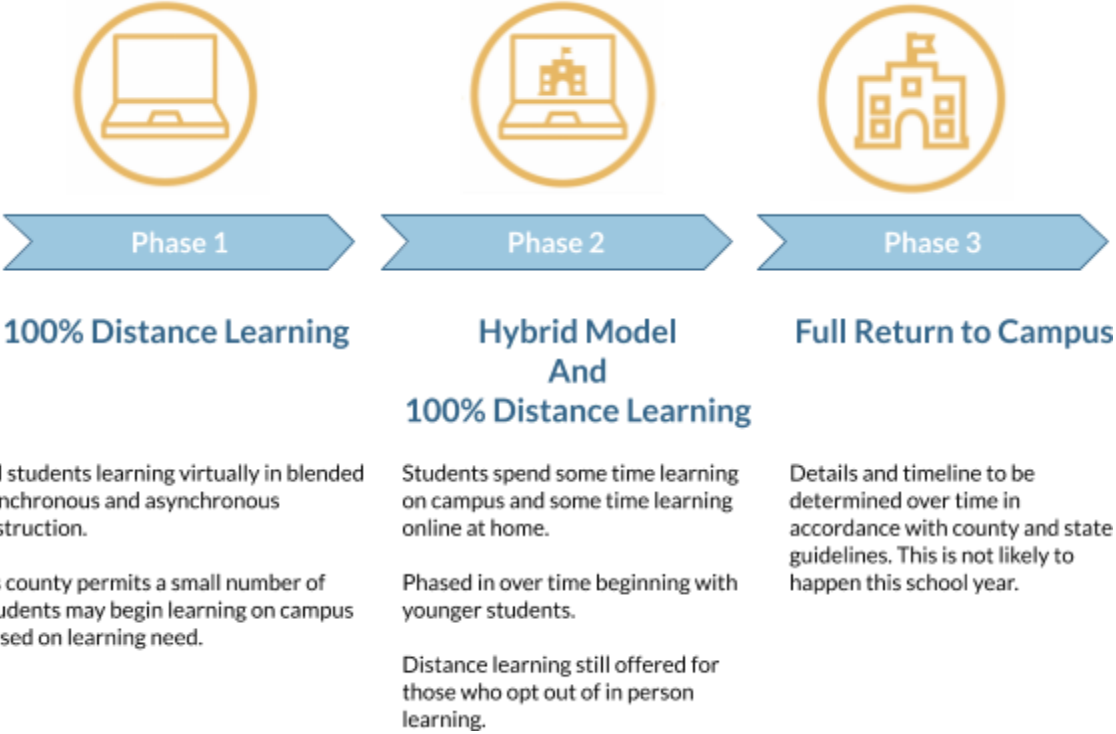 Phase 1
100% Distance Learning
students learning virtually in blended
nchronous and asynchronous
struction.
county permits a small number of
udents may begin learning on campus
sed on learning need.
Phase 2
Hybrid Model
And
100% Distance Learning
Students spend some time learning
on campus and some time learning
online at home.
Phased in over time beginning with
younger students.
Distance learning still offered for
those who opt out of in person
learning.
Phase 3
Full Return to Campus
Details and timeline to be
determined over time in
accordance with county and state
guidelines. This is not likely to
happen this school year.